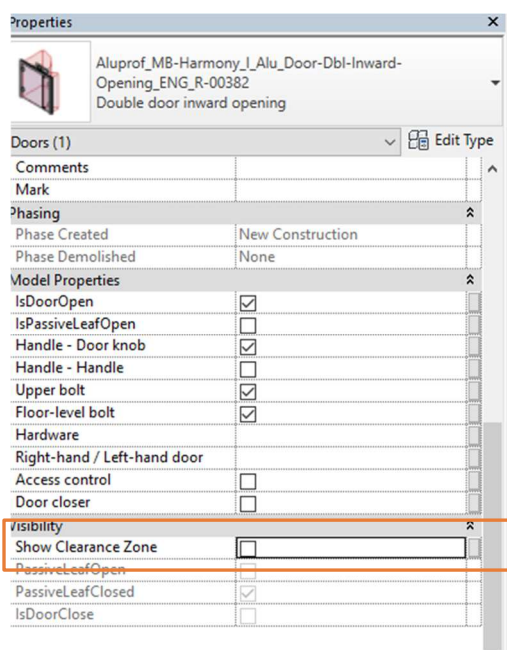 Properties
Aluprof_MB-Harmony_I_Alu_Door-Dbl-Inward-
Opening_ENG_R-00382
Double door inward opening
Doors (1) Edit Type
Comments
Mark
Phasing
Phase Created New Construction
Phase Demolished None
Model Properties
IsDoorOpen
IsPassiveLeafOpen
Handle - Door knob
Handle - Handle
Upper bolt
Floor-level bolt
Hardware
Right-hand / Left-hand door
Access control
Door closer
Visibility
Show Clearance Zone
PassiveLeafOpen
PassiveLeafClosed
IsDoorClose